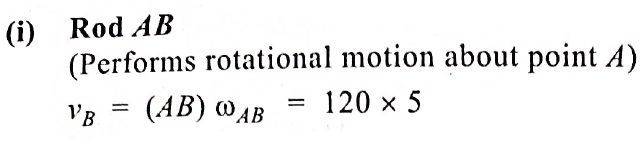 (i) Rod AB
(Performs rotational motion about point A)
v_B = (AB) ω_AB = 120 × 5